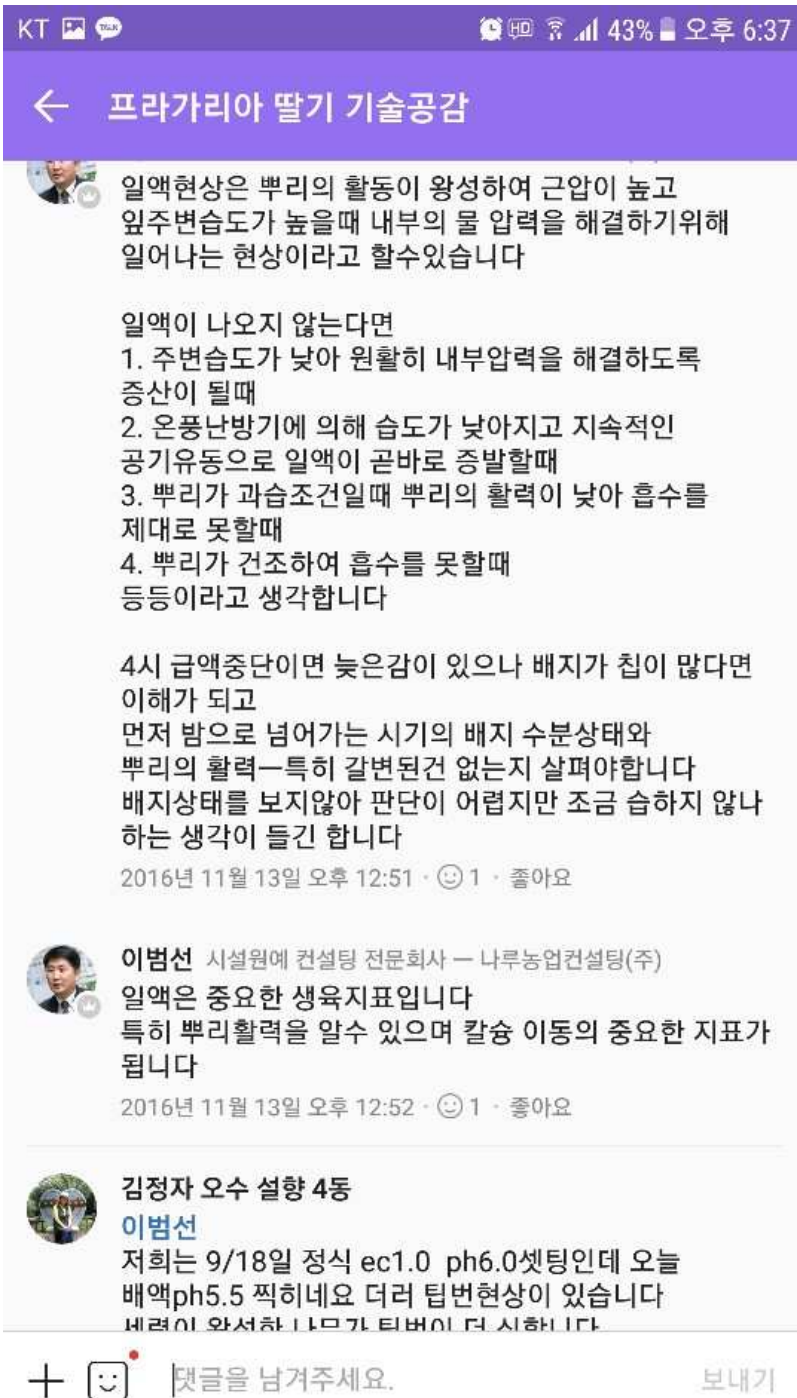 KT
43% 오후 6:37
프라가리아 딸기 기술공감
일액현상은 뿌리의 활동이 왕성하여 근압이 높고
잎주변습도가 높을때 내부의 물 압력을 해결하기위해
일어나는 현상이라고 할수있습니다
일액이 나오지 않는다면
1. 주변습도가 낮아 원활히 내부압력을 해결하도록
증산이 될때
2. 온풍난방기에 의해 습도가 낮아지고 지속적인
공기유동으로 일액이 곧바로 증발할때
3. 뿌리가 과습조건일때 뿌리의 활력이 낮아 흡수를
제대로 못할때
4. 뿌리가 건조하여 흡수를 못할때
등등이라고 생각합니다
4시 급액중단이면 늦은감이 있으나 배지가 칩이 많다면
이해가 되고
먼저 밤으로 넘어가는 시기의 배지 수분상태와
뿌리의 활력ㅡ특히 갈변된건 없는지 살펴야합니다
배지상태를 보지않아 판단이 어렵지만 조금 습하지 않나
하는 생각이 들긴 합니다
2016년 11월 13일 오후 12:51 · 1 · 좋아요
이범선 시설원예 컨설팅 전문회사 ㅡ 나루농업컨설팅(주)
일액은 중요한 생육지표입니다
특히 뿌리활력을 알수 있으며 칼슘 이동의 중요한 지표가
됩니다
2016년 11월 13일 오후 12:52 · 1 · 좋아요
김정자 오수 설향 4동
이범선
저희는 9/18일 정식 ec1.0 ph6.0셋팅인데 오늘
배액ph5.5 찍히네요 더러 팁번현상이 있습니다
세력이 왕성한 나무가 팁번이 더 심합니다
댓글을 남겨주세요.
보내기